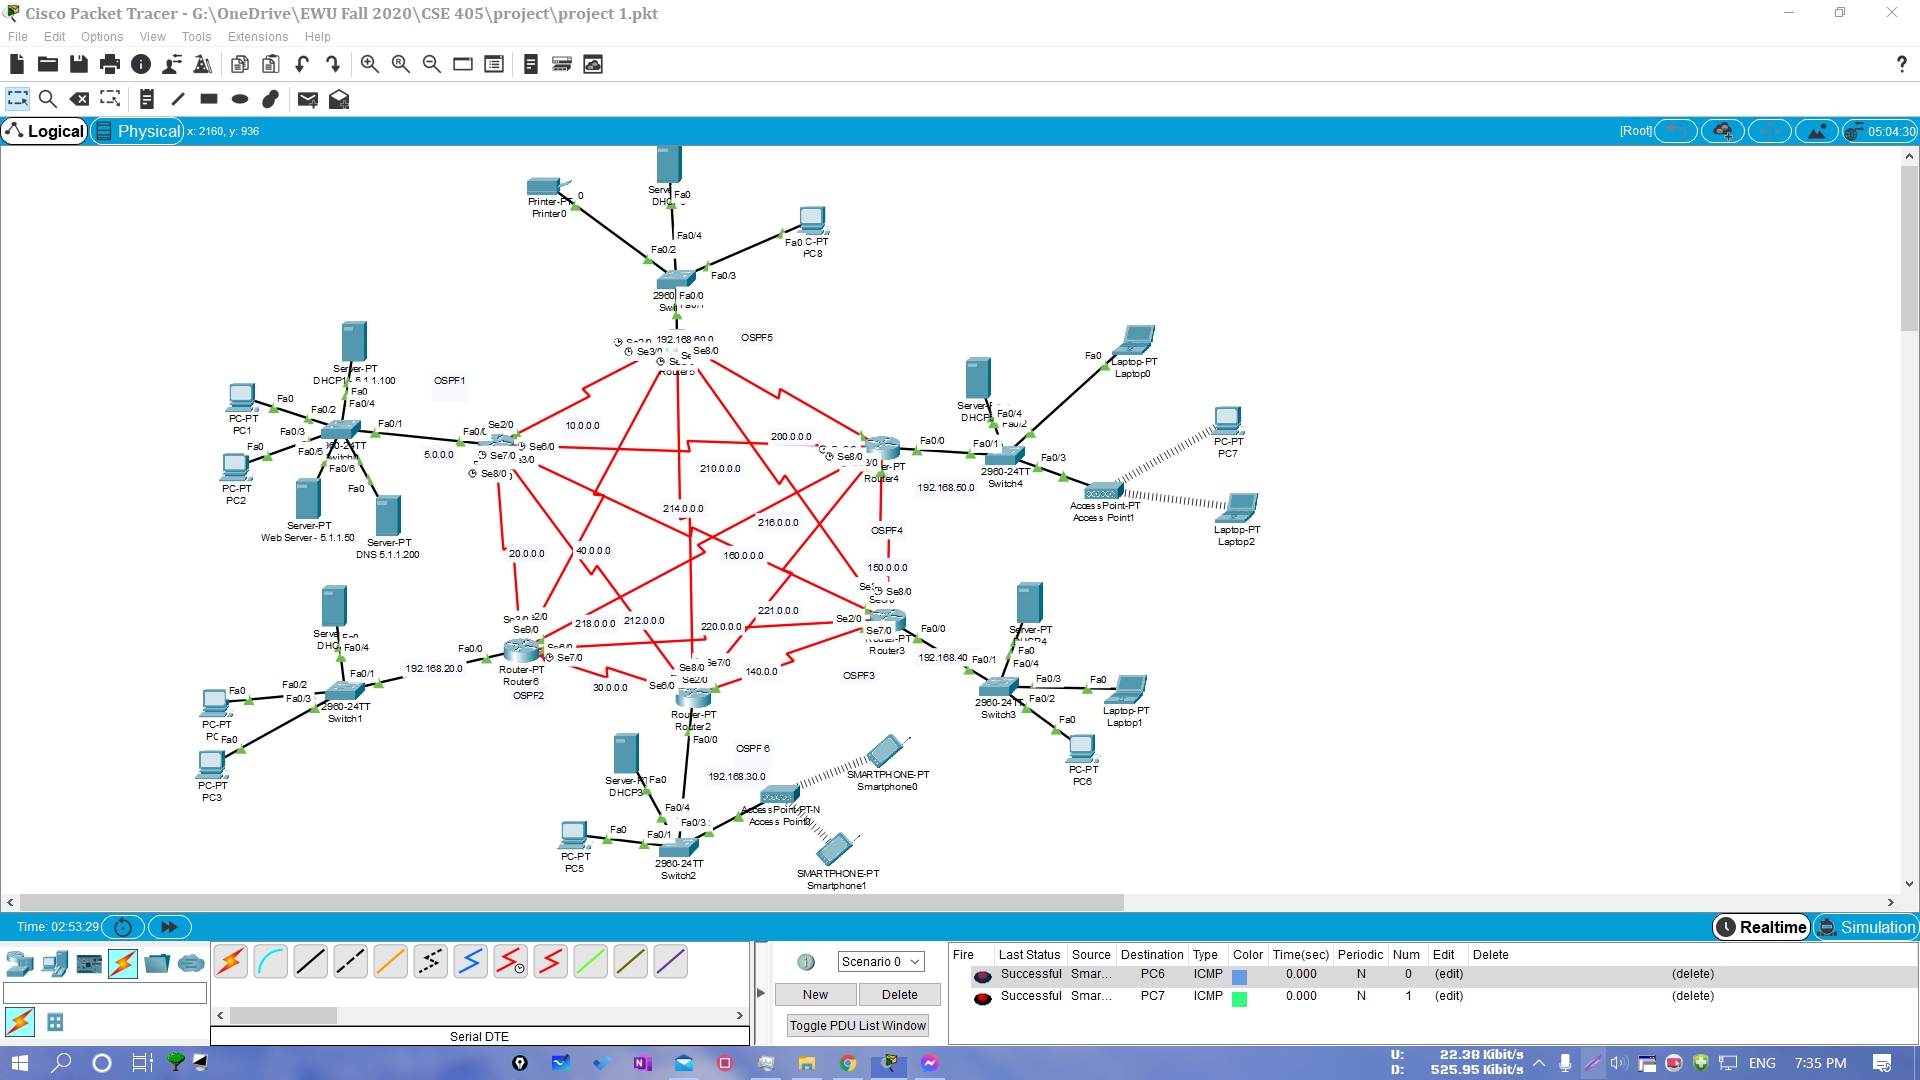 Cisco Packet Tracer - G:\OneDrive\EWU Fall 2020\CSE 405\project\project 1.pkt
File Edit Options View Tools Extensions Help
Logical Physical x: 2160, y: 936 [Root] 05:04:30
Printer-PT
Printer0
0
Fa0
Fa0/4
Fa0/2
Fa0 C-PT
PC8
Fa0/3
2960 Fa0/0
192.168.60.0
OSPF5
Se3/0
Se8/0
Router5
Server-PT
DHCP1 - 5.1.1.100
OSPF1
Fa0
Fa0/4
Fa0
Fa0/2
PC-PT
PC1
Fa0/3
Fa0/1
Fa0
Fa0/5
Fa0/6
PC-PT
PC2
Fa0
Server-PT
Web Server - 5.1.1.50
Server-PT
DNS 5.1.1.200
5.0.0.0
Se2/0
Se6/0
Se7/0
Se8/0
10.0.0.0
200.0.0.0
210.0.0.0
214.0.0.0
216.0.0.0
20.0.0.0
40.0.0.0
160.0.0.0
OSPF4
150.0.0.0
218.0.0.0
212.0.0.0
220.0.0.0
221.0.0.0
140.0.0
30.0.0.0
Se8/0
Router4
Fa0/0
Fa0/1
192.168.50.0
Server-PT
Fa0/4
Fa0
Laptop-PT
Laptop0
2960-24TT
Switch4
Fa0/3
AccessPoint-PT
Access Point1
PC-PT
PC7
Laptop-PT
Laptop2
Se8/0
Se2/0
Se7/0
Fa0/0
Router3
192.168.40
OSPF3
Fa0/1
Server-PT
DHCP4
Fa0
Fa0/4
Fa0/3
Fa0
Fa0/2
2960-24TT
Switch3
Laptop-PT
Laptop1
Fa0
PC-PT
PC6
Fa0/4
Fa0/1
Fa0/2
Fa0/3
Fa0
2960-24TT
Switch1
PC-PT
Fa0
PC-PT
PC3
192.168.20.0
Fa0/0
Se9/0
Se7/0
Router-PT
Router6
OSPF2
Se6/0
Se8/0
Se7/0
Se2/0
Router-PT
Router2
Fa0/0
OSPF 6
192.168.30.0
Fa0
DHCP3
Fa0/4
Fa0/3
Fa0/1
Fa0
PC-PT
PC5
2960-24TT
Switch2
AccessPoint-PT-N
Access Point0
SMARTPHONE-PT
Smartphone0
SMARTPHONE-PT
Smartphone1
Time: 02:53:29 Realtime Simulation
Scenario 0
New Delete
Toggle PDU List Window
Serial DTE
Fire Last Status Source Destination Type Color Time(sec) Periodic Num Edit Delete
Successful Smar... PC6 ICMP 0.000 N 0 (edit) (delete)
Successful Smar... PC7 ICMP 0.000 N 1 (edit) (delete)
U: 22.38 Kibit/s
D: 525.95 Kibit/s
ENG 7:35 PM